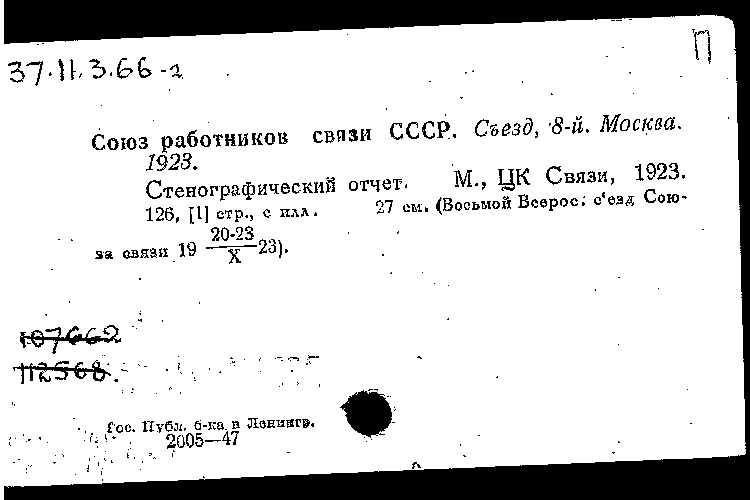 П
37.11.3.66-2
Союз работников связи СССР. Съезд, 8-й. Москва.
1923.
Стенографический отчет. М., ЦК Связи, 1923.
126, [1] стр., с илл. 27 см. (Восьмой Всерос. с'езд Сою-
за связи 19 20-23/X 23).
107662
112568.
Гос. Публ. б-ка в Ленингр.
2005—47